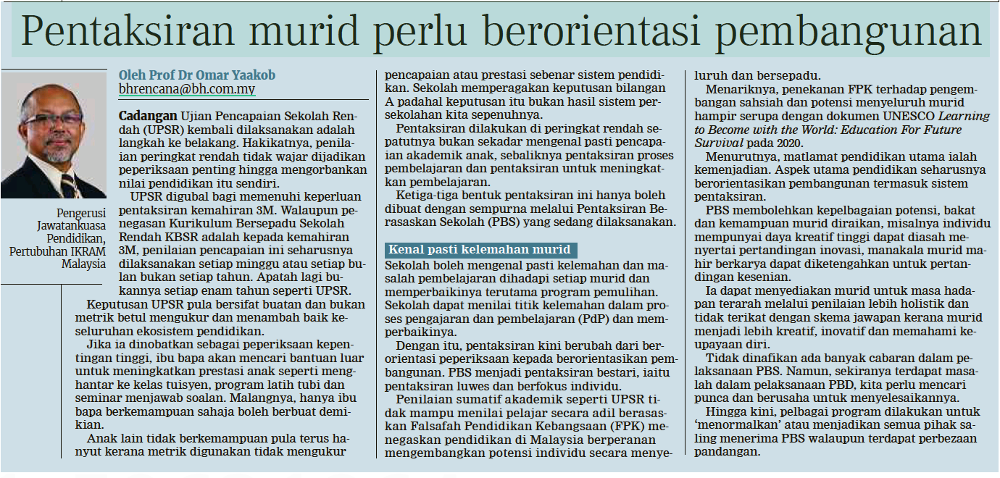 Pentaksiran murid perlu berorientasi pembangunan
Oleh Prof Dr Omar Yaakob
bhrencana@bh.com.my
Pengerusi
Jawatankuasa
Pendidikan,
Pertubuhan IKRAM
Malaysia
Cadangan Ujian Pencapaian Sekolah Ren-
dah (UPSR) kembali dilaksanakan adalah
langkah ke belakang. Hakikatnya, penila-
ian peringkat rendah tidak wajar dijadikan
peperiksaan penting hingga mengorbankan
nilai pendidikan itu sendiri.
UPSR digubal bagi memenuhi keperluan
pentaksiran kemahiran 3M. Walaupun pe-
negasan Kurikulum Bersepadu Sekolah
Rendah KBSR adalah kepada kemahiran
3M, penilaian pencapaian ini seharusnya
dilaksanakan setiap minggu atau setiap bu-
lan bukan setiap tahun. Apatah lagi bu-
kannya setiap enam tahun seperti UPSR.
Keputusan UPSR pula bersifat buatan dan bukan
metrik betul mengukur dan menambah baik ke-
seluruhan ekosistem pendidikan.
Jika ia dinobatkan sebagai peperiksaan kepen-
tingan tinggi, ibu bapa akan mencari bantuan luar
untuk meningkatkan prestasi anak seperti meng-
hantar ke kelas tuisyen, program latih tubi dan
seminar menjawab soalan. Malangnya, hanya ibu
bapa berkemampuan sahaja boleh berbuat demi-
kian.
Anak lain tidak berkemampuan pula terus ha-
nyut kerana metrik digunakan tidak mengukur
pencapaian atau prestasi sebenar sistem pendidi-
kan. Sekolah memperagakan keputusan bilangan
A padahal keputusan itu bukan hasil sistem per-
sekolahan kita sepenuhnya.
Pentaksiran dilakukan di peringkat rendah se-
patutnya bukan sekadar mengenal pasti pencapa-
ian akademik anak, sebaliknya pentaksiran proses
pembelajaran dan pentaksiran untuk meningkat-
kan pembelajaran.
Ketiga-tiga bentuk pentaksiran ini hanya boleh
dibuat dengan sempurna melalui Pentaksiran Be-
rasaskan Sekolah (PBS) yang sedang dilaksanakan.
Kenal pasti kelemahan murid
Sekolah boleh mengenal pasti kelemahan dan ma-
salah pembelajaran dihadapi setiap murid dan
memperbaikinya terutama program pemulihan.
Sekolah dapat menilai titik kelemahan dalam pro-
ses pengajaran dan pembelajaran (PdP) dan mem-
perbaikinya.
Dengan itu, pentaksiran kini berubah dari ber-
orientasi peperiksaan kepada berorientasikan pem-
bangunan. PBS menjadi pentaksiran bestari, iaitu
pentaksiran luwes dan berfokus individu.
Penilaian sumatif akademik seperti UPSR ti-
dak mampu menilai pelajar secara adil berasas-
kan Falsafah Pendidikan Kebangsaan (FPK) me-
negaskan pendidikan di Malaysia berperanan
mengembangkan potensi individu secara menye-
luruh dan bersepadu.
Menariknya, penekanan FPK terhadap pengem-
bangan sahsiah dan potensi menyeluruh murid
hampir serupa dengan dokumen UNESCO Learning
to Become with the World: Education For Future
Survival pada 2020.
Menurutnya, matlamat pendidikan utama ialah
kemenjadian. Aspek utama pendidikan seharusnya
berorientasikan pembangunan termasuk sistem
pentaksiran.
PBS membolehkan kepelbagaian potensi, bakat
dan kemampuan murid diraikan, misalnya individu
mempunyai daya kreatif tinggi dapat diasah me-
nyertai pertandingan inovasi, manakala murid ma-
hir berkarya dapat diketengahkan untuk pertan-
dingan kesenian.
Ia dapat menyediakan murid untuk masa hada-
pan terarah melalui penilaian lebih holistik dan
tidak terikat dengan skema jawapan kerana murid
menjadi lebih kreatif, inovatif dan memahami ke-
upayaan diri.
Tidak dinafikan ada banyak cabaran dalam pe-
laksanaan PBS. Namun, sekiranya terdapat masa-
lah dalam pelaksanaan PBD, kita perlu mencari
punca dan berusaha untuk menyelesaikannya.
Hingga kini, pelbagai program dilakukan untuk
‘menormalkan’ atau menjadikan semua pihak sa-
ling menerima PBS walaupun terdapat perbezaan
pandangan.